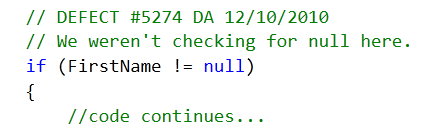 // DEFECT #5274 DA 12/10/2010
// We weren't checking for null here.
if (FirstName != null)
{
//code continues...